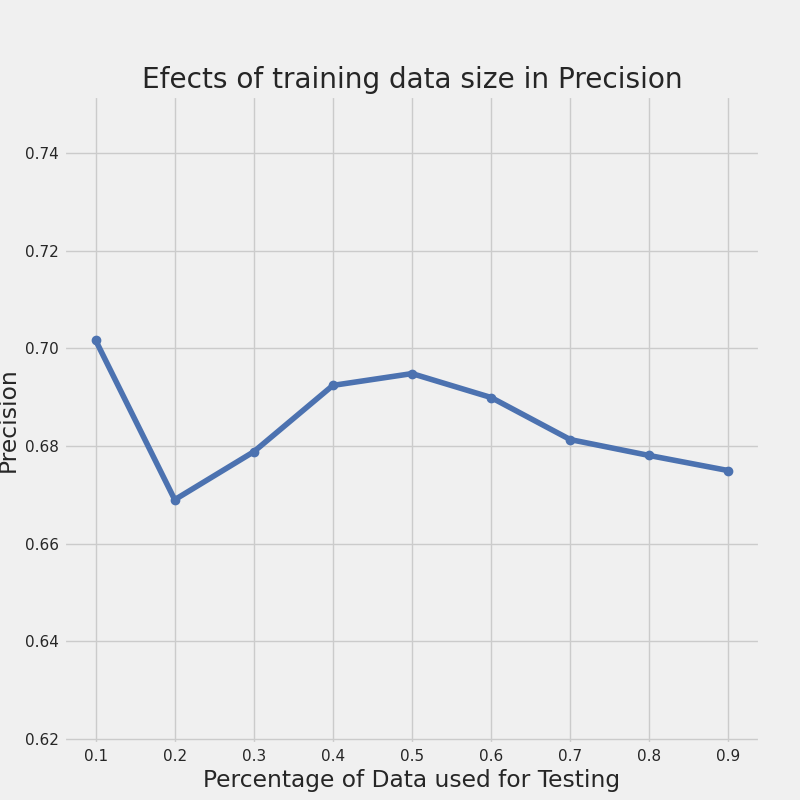 Efects of training data size in Precision
Precision
0.74
0.72
0.70
0.68
0.66
0.64
0.62
0.1 0.2 0.3 0.4 0.5 0.6 0.7 0.8 0.9
Percentage of Data used for Testing